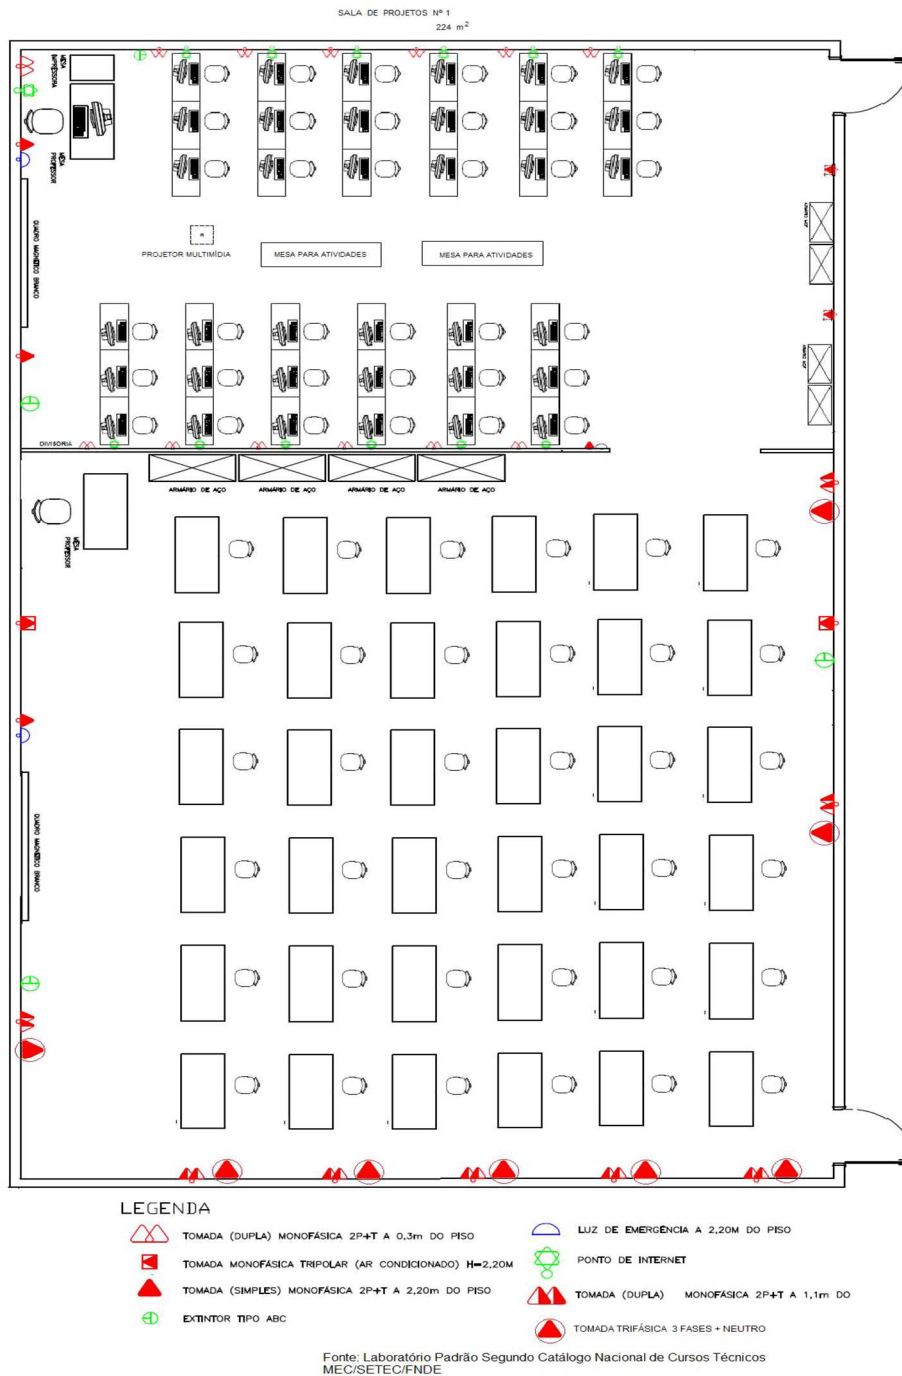 SALA DE PROJETOS Nº 1
224 m²
MESA
IMPRESSORA
MESA
PROFESSOR
QUADRO MAGNÉTICO BRANCO
PROJETOR MULTIMÍDIA
MESA PARA ATIVIDADES
MESA PARA ATIVIDADES
DIVISÓRIA
ARMÁRIO DE AÇO
ARMÁRIO DE AÇO
ARMÁRIO DE AÇO
ARMÁRIO DE AÇO
MESA
PROFESSOR
QUADRO MAGNÉTICO BRANCO
LEGENDA
TOMADA (DUPLA) MONOFÁSICA 2P+T A 0,3m DO PISO
TOMADA MONOFÁSICA TRIPOLAR (AR CONDICIONADO) H=2,20M
TOMADA (SIMPLES) MONOFÁSICA 2P+T A 2,20m DO PISO
EXTINTOR TIPO ABC
LUZ DE EMERGÊNCIA A 2,20M DO PISO
PONTO DE INTERNET
TOMADA (DUPLA) MONOFÁSICA 2P+T A 1,1m DO
TOMADA TRIFÁSICA 3 FASES + NEUTRO
Fonte: Laboratório Padrão Segundo Catálogo Nacional de Cursos Técnicos
MEC/SETEC/FNDE